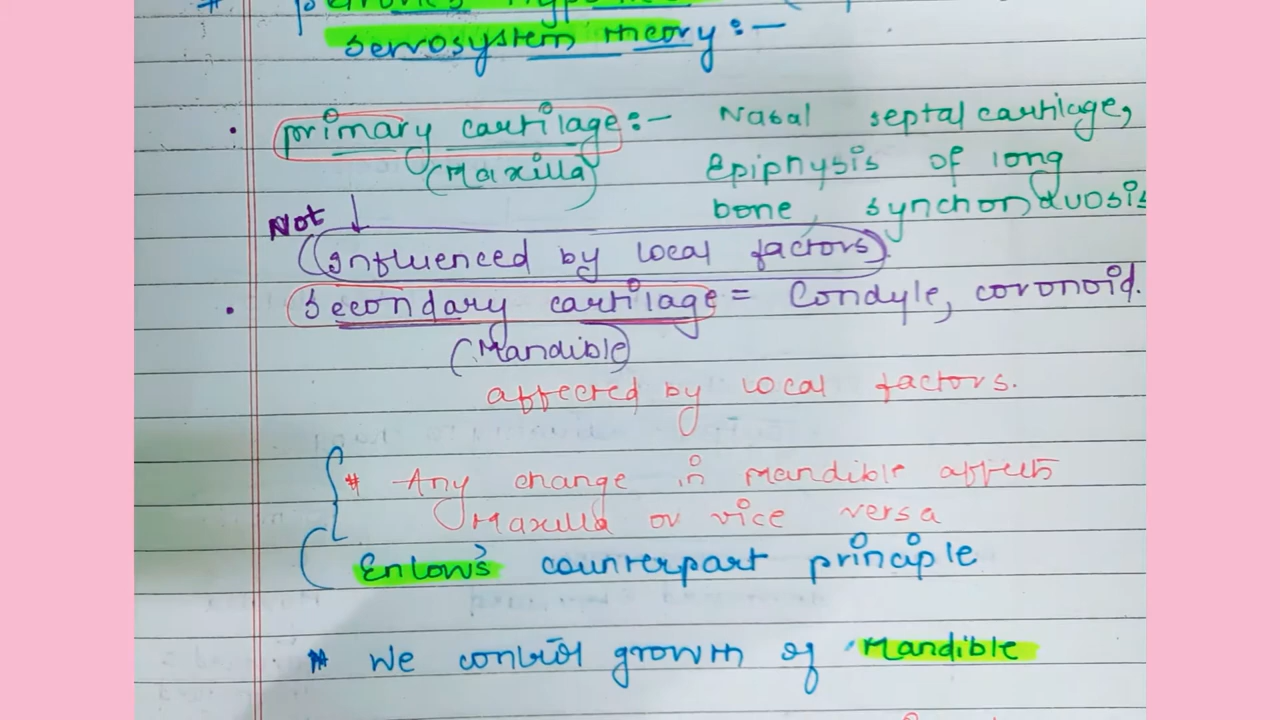 servosystem theory :-
• primary cartilage :- Nasal septal cartilage,
(Maxilla) Epiphysis of long
bone, synchondrosis
Not
(Influenced by local factors).
• Secondary cartilage = Condyle, coronoid.
(Mandible)
affected by local factors.
* Any change in mandible affects
Maxilla or vice versa
Enlow's counterpart principle
* We control growth of Mandible